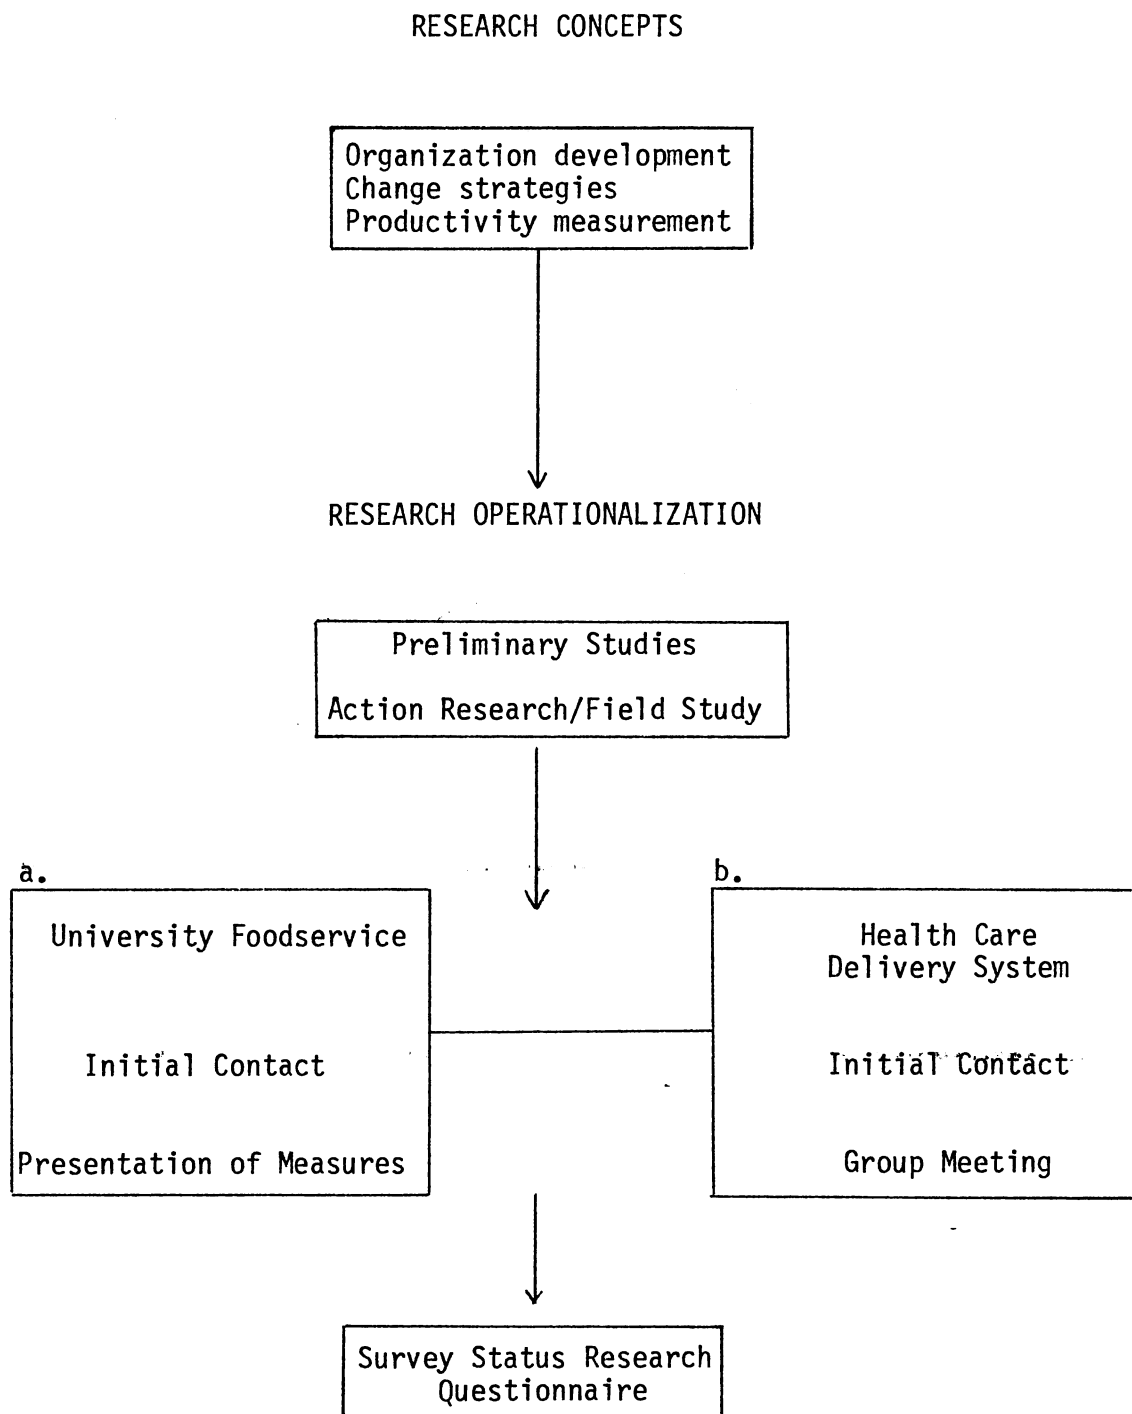 RESEARCH CONCEPTS
Organization development
Change strategies
Productivity measurement
RESEARCH OPERATIONALIZATION
Preliminary Studies
Action Research/Field Study
a.
University Foodservice
Initial Contact
Presentation of Measures
b.
Health Care
Delivery System
Initial Contact
Group Meeting
Survey Status Research
Questionnaire